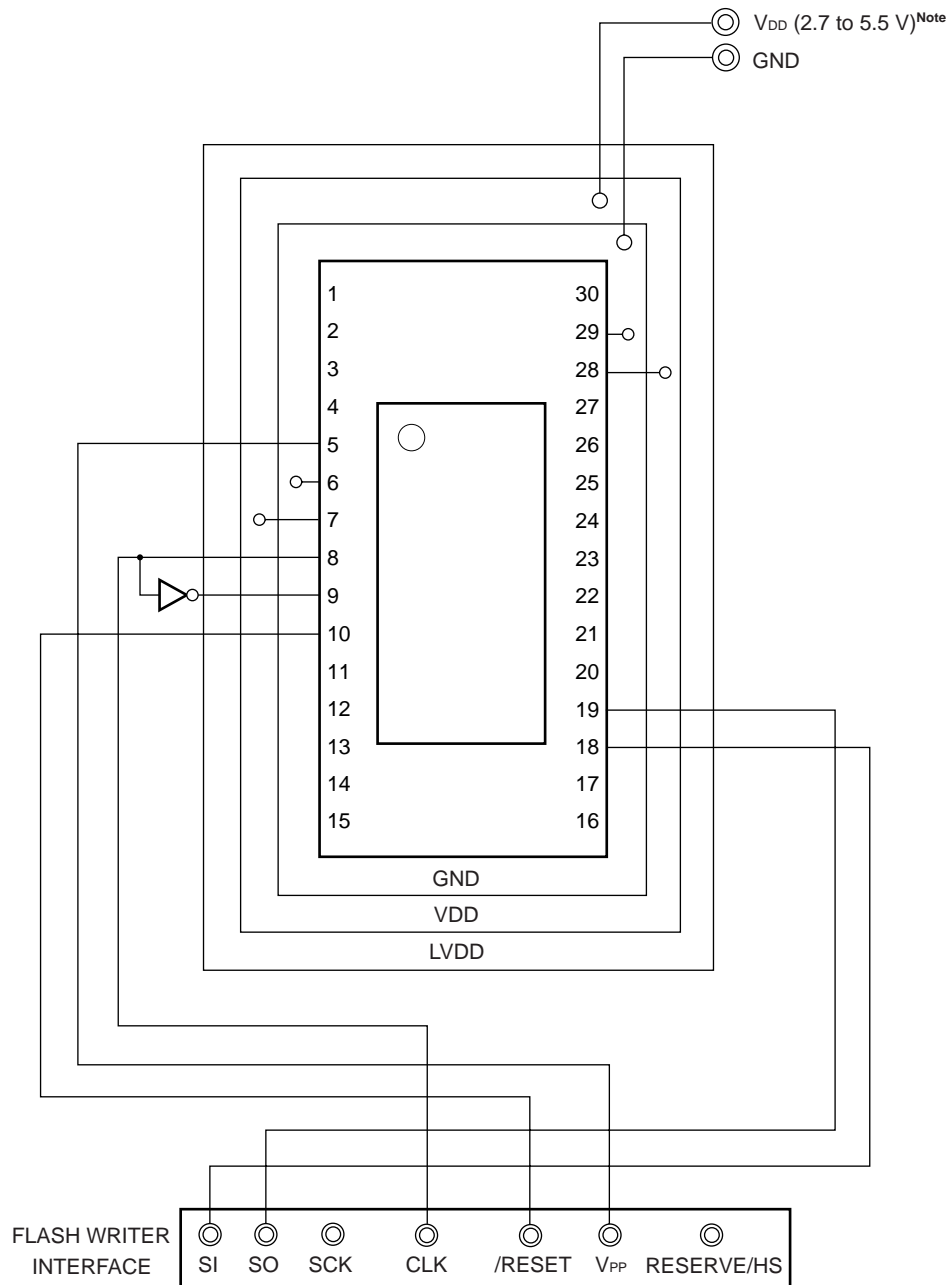 VDD (2.7 to 5.5 V)Note
GND
1 30
2 29
3 28
4 27
5 26
6 25
7 24
8 23
9 22
10 21
11 20
12 19
13 18
14 17
15 16
GND
VDD
LVDD
FLASH WRITER
INTERFACE
SI SO SCK CLK /RESET VPP RESERVE/HS